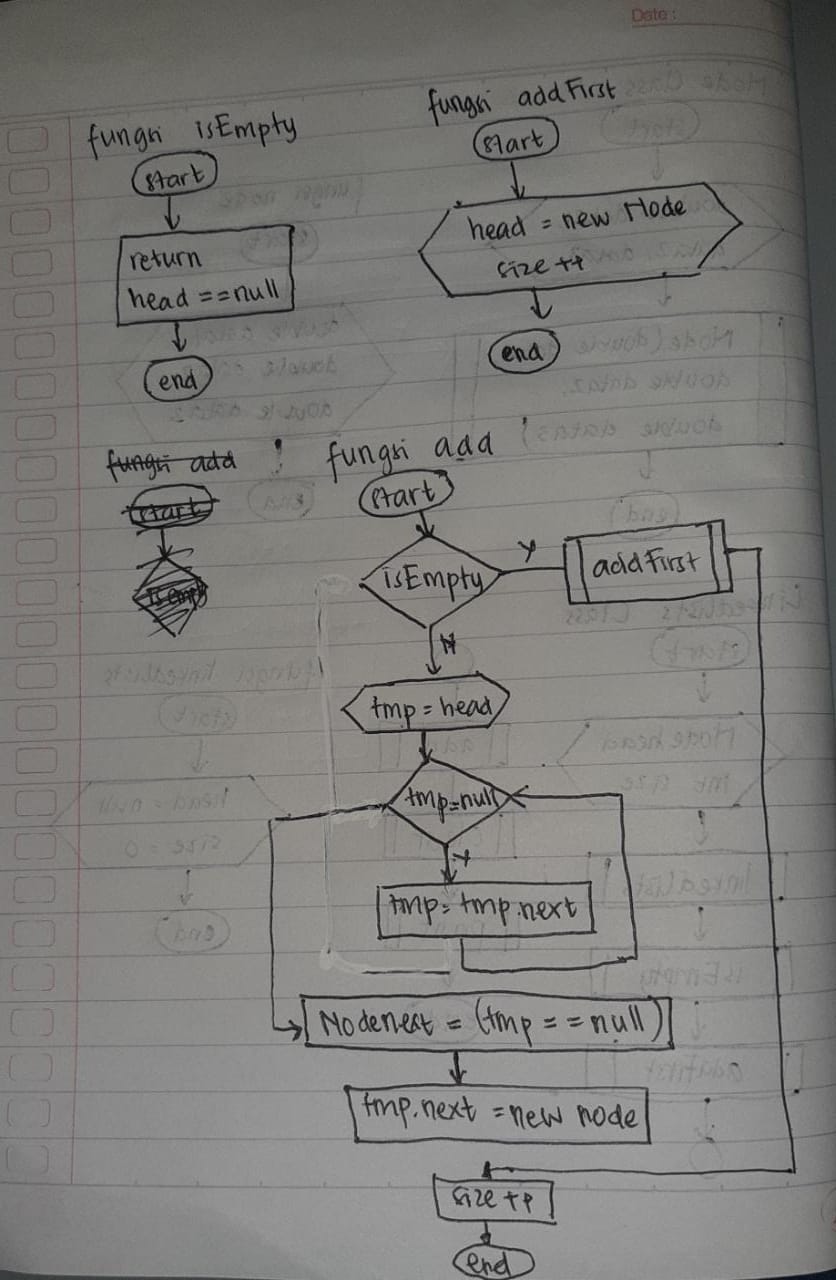 Date:
fungsi isEmpty
start
return
head == null
end
fungsi addFirst
start
head = new Node
size ++
end
fungsi add
start
is empty
fungsi add
start
isEmpty
Y
addFirst
N
tmp = head
tmp=null
Y
tmp = tmp.next
Nodenext = (tmp == null)
tmp.next = new node
size ++
end